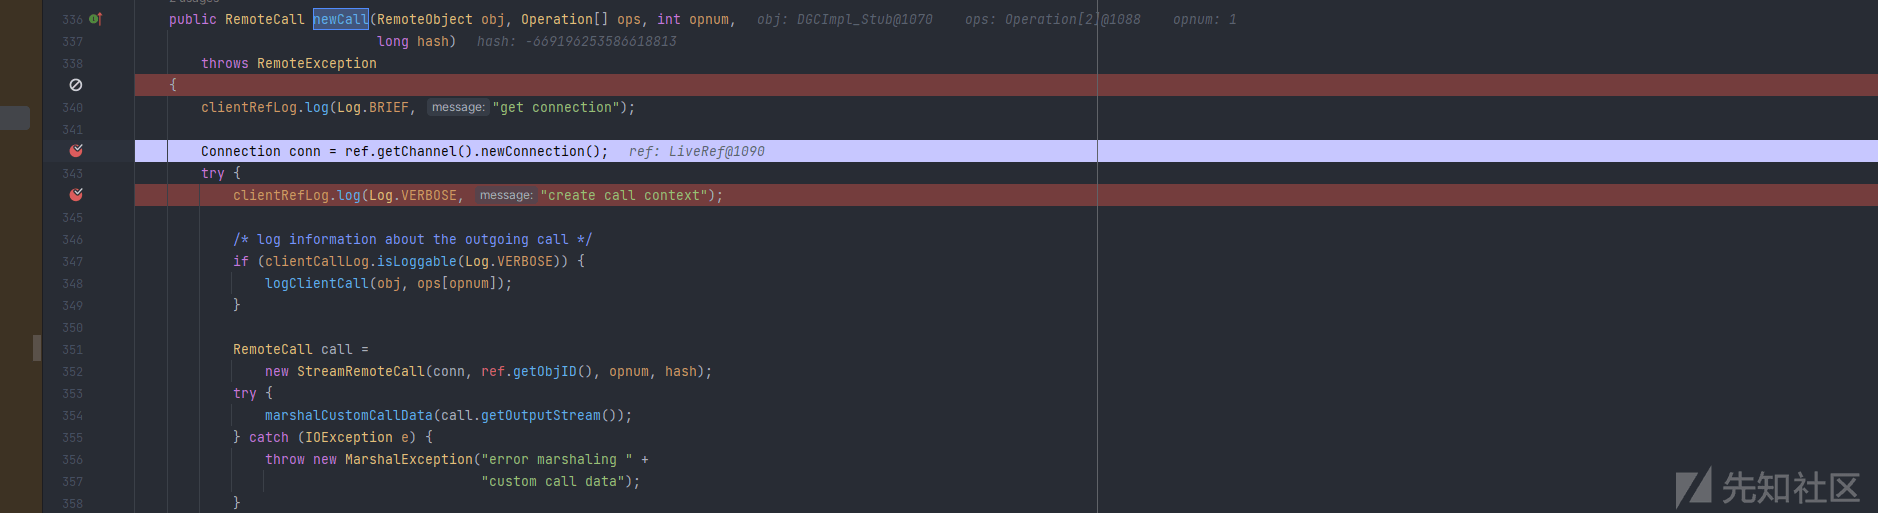 2 usages
336 public RemoteCall newCall(RemoteObject obj, Operation[] ops, int opnum, obj: DGCImpl_Stub@1070 ops: Operation[2]@1088 opnum: 1
337 long hash) hash: -669196253586618813
338 throws RemoteException
{
340 clientRefLog.log(Log.BRIEF, message: "get connection");
341
Connection conn = ref.getChannel().newConnection(); ref: LiveRef@1090
343 try {
clientRefLog.log(Log.VERBOSE, message: "create call context");
345
346 /* log information about the outgoing call */
347 if (clientCallLog.isLoggable(Log.VERBOSE)) {
348 logClientCall(obj, ops[opnum]);
349 }
350
351 RemoteCall call =
352 new StreamRemoteCall(conn, ref.getObjID(), opnum, hash);
353 try {
354 marshalCustomCallData(call.getOutputStream());
355 } catch (IOException e) {
356 throw new MarshalException("error marshaling " +
357 "custom call data");
358 }
先知社区